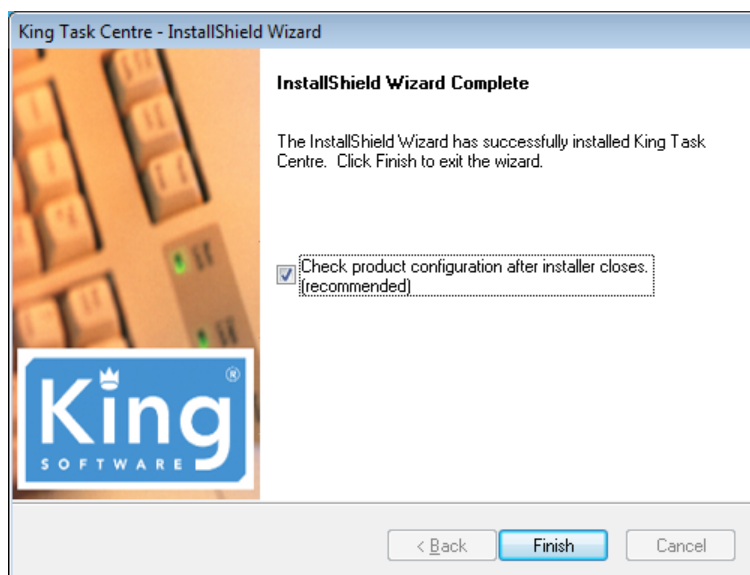 King Task Centre - InstallShield Wizard
InstallShield Wizard Complete
The InstallShield Wizard has successfully installed King Task
Centre. Click Finish to exit the wizard.
Check product configuration after installer closes.
(recommended)
King®
SOFTWARE
< Back
Finish
Cancel